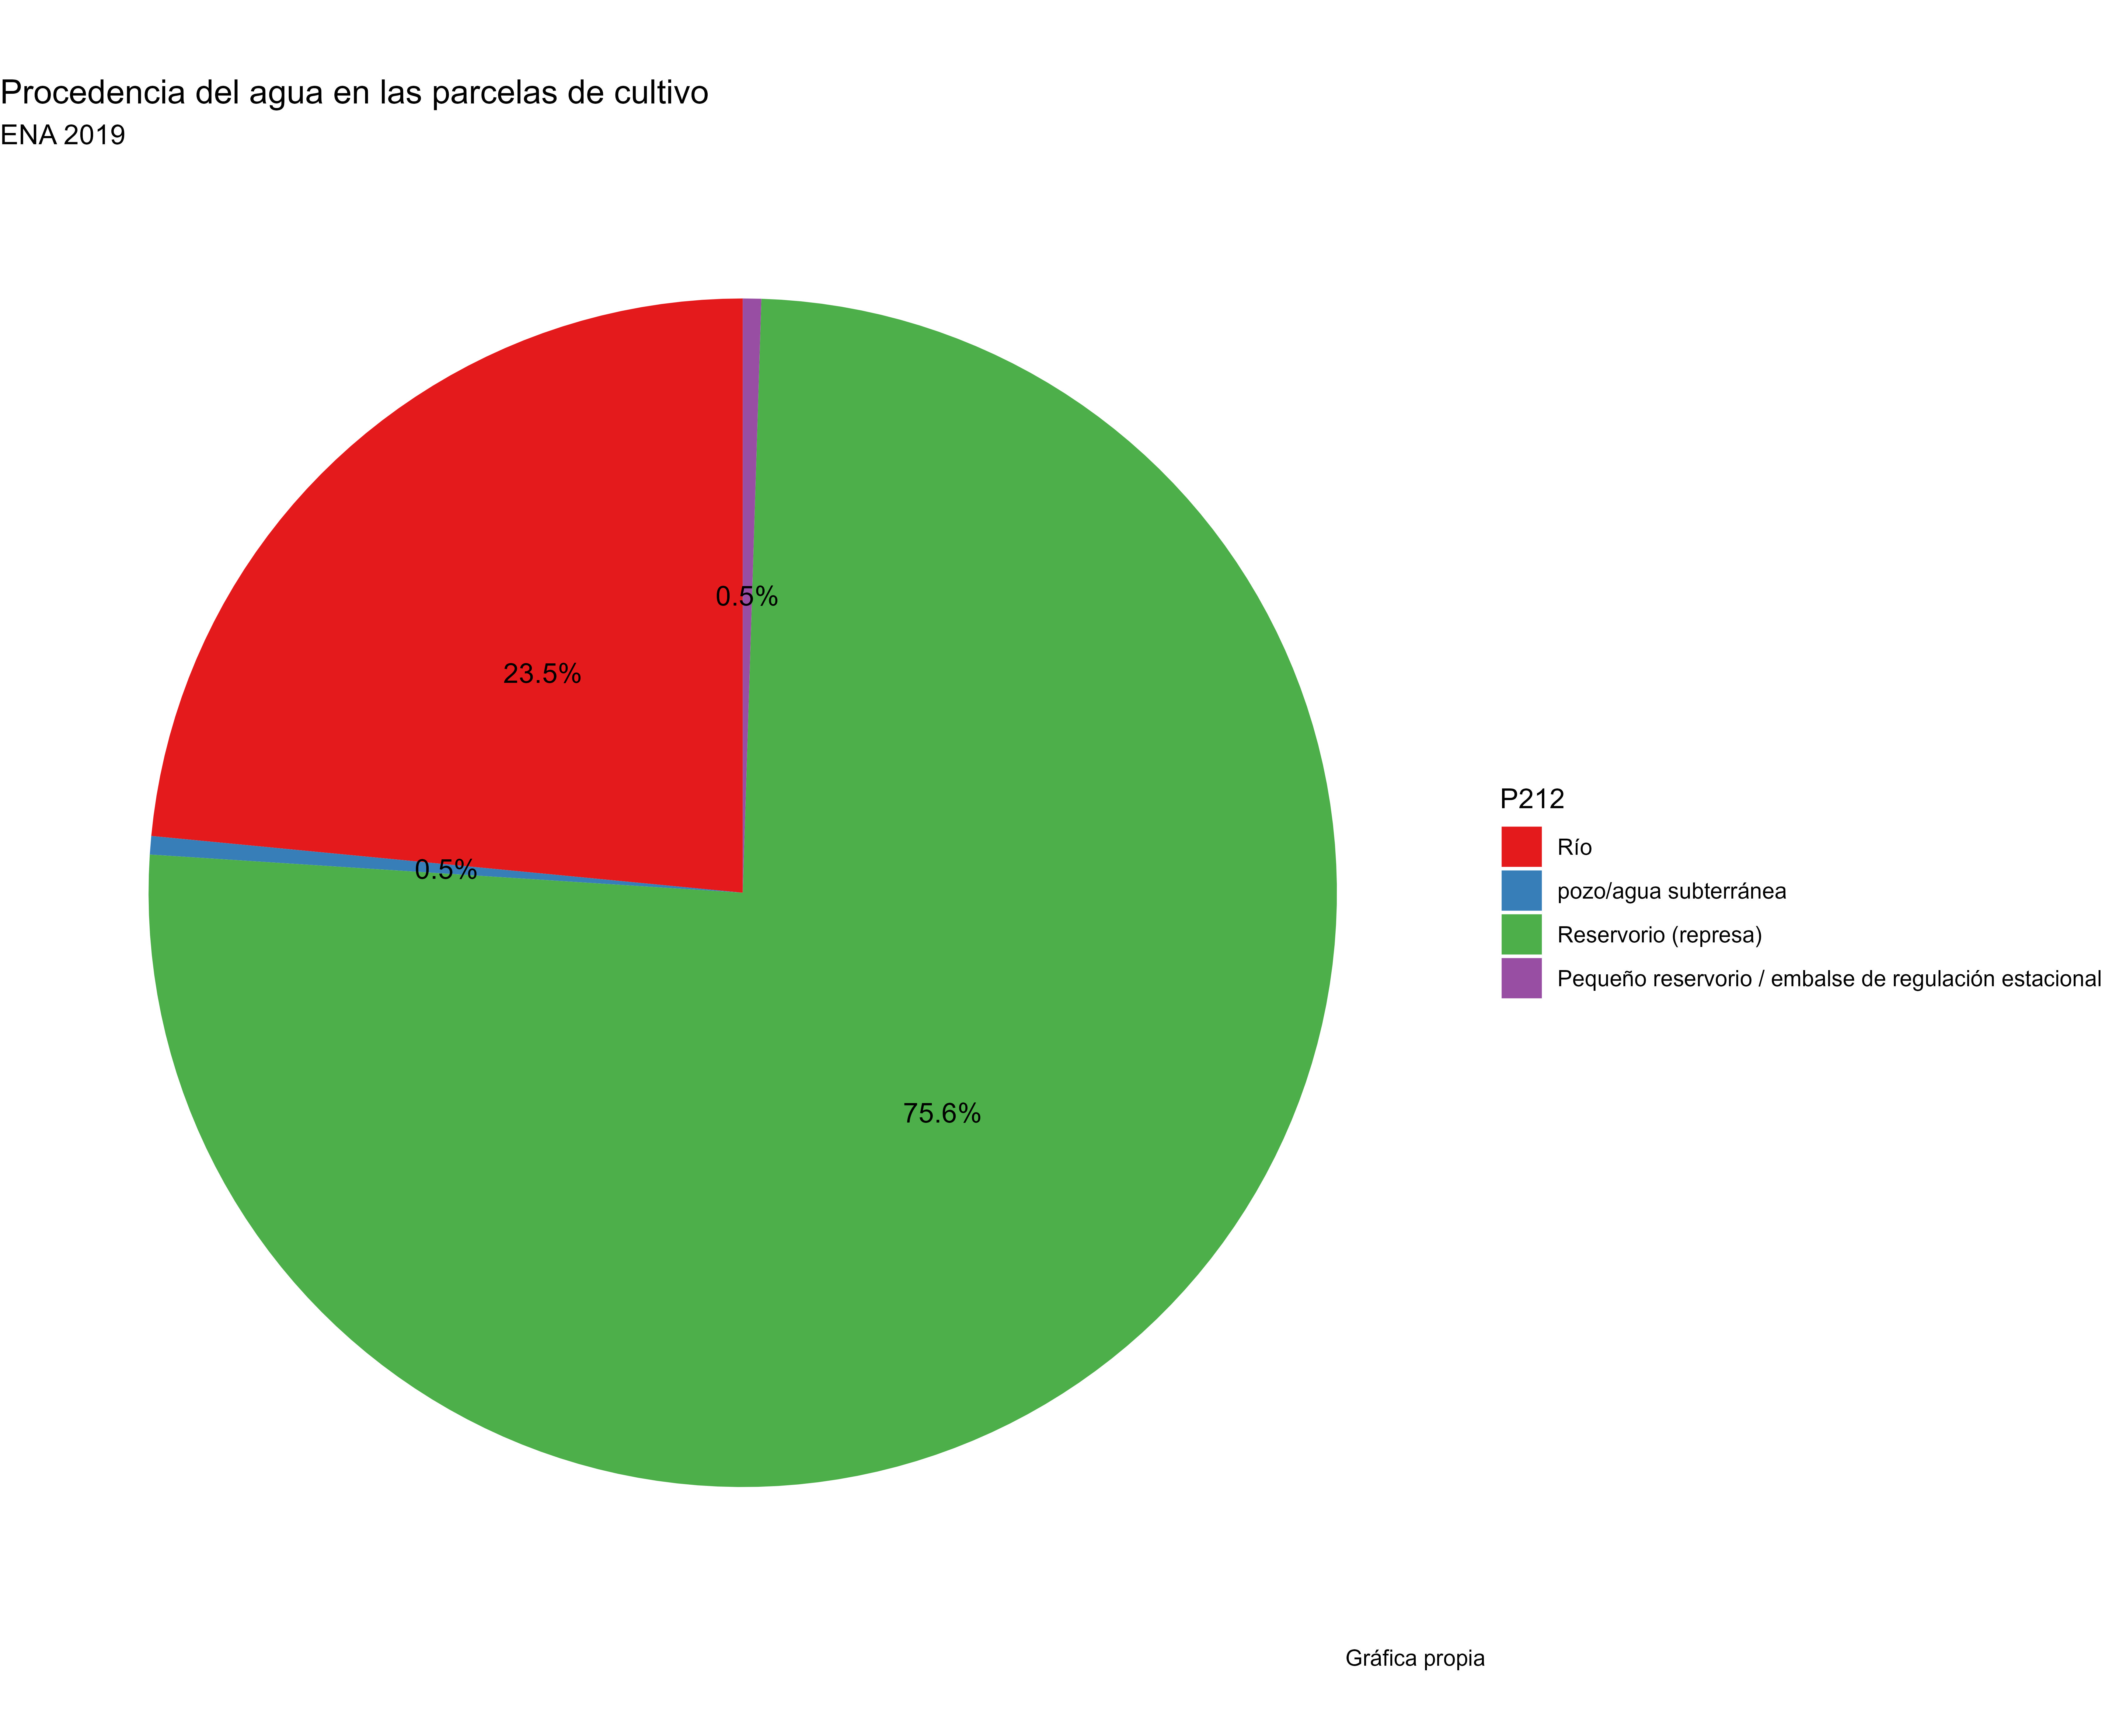 Procedencia del agua en las parcelas de cultivo
ENA 2019
0.5%
23.5%
0.5%
75.6%
P212
Río
pozo/agua subterránea
Reservorio (represa)
Pequeño reservorio / embalse de regulación estacional
Gráfica propia